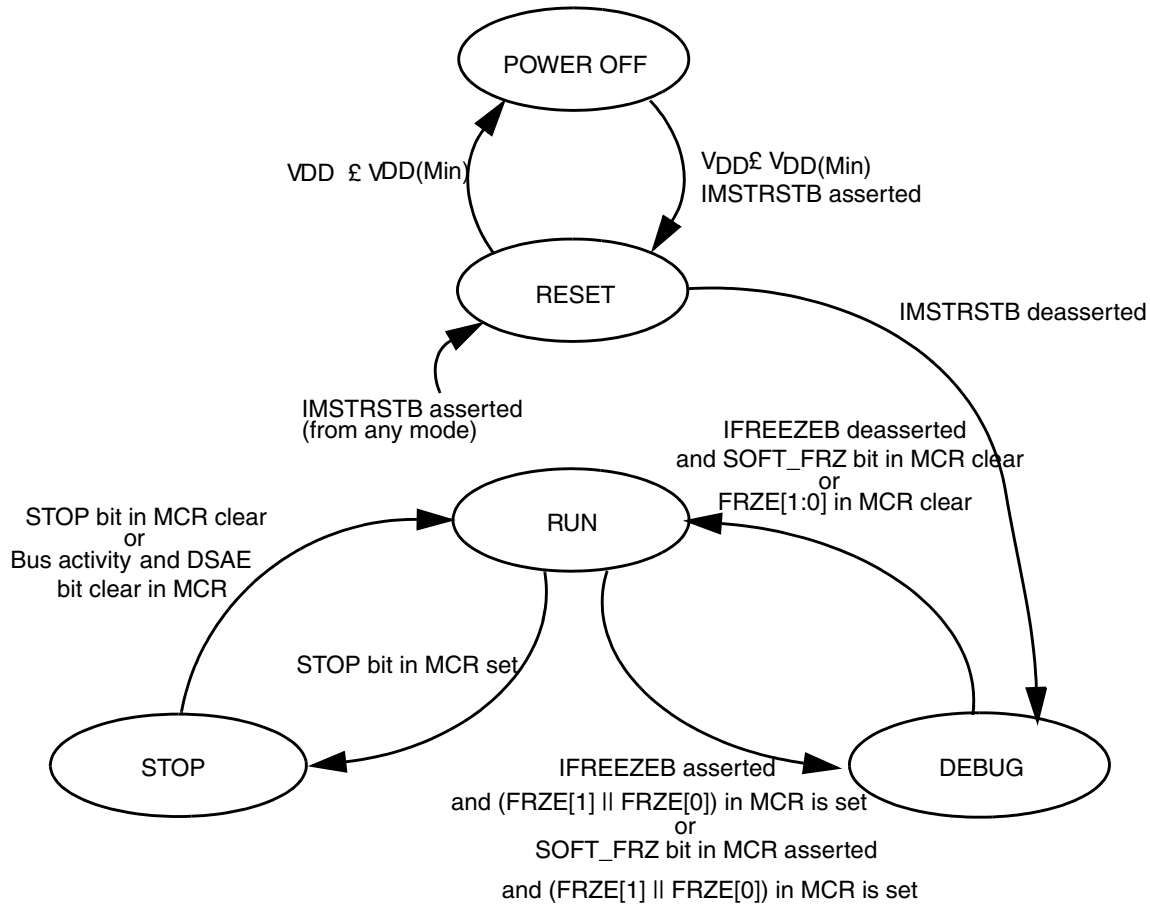 POWER OFF
VDD £ VDD(Min)
VDD£ VDD(Min)
IMSTRSTB asserted
RESET
IMSTRSTB deasserted
IMSTRSTB asserted
(from any mode)
IFREEZEB deasserted
and SOFT_FRZ bit in MCR clear
or
FRZE[1:0] in MCR clear
RUN
STOP bit in MCR clear
or
Bus activity and DSAE
bit clear in MCR
STOP bit in MCR set
STOP
DEBUG
IFREEZEB asserted
and (FRZE[1] || FRZE[0]) in MCR is set
or
SOFT_FRZ bit in MCR asserted
and (FRZE[1] || FRZE[0]) in MCR is set